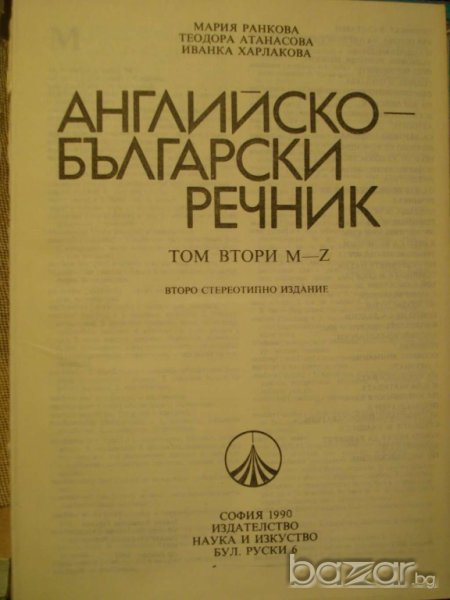 МАРИЯ РАНКОВА
ТЕОДОРА АТАНАСОВА
ИВАНКА ХАРЛАКОВА
АНГЛИЙСКО—
БЪЛГАРСКИ
РЕЧНИК
ТОМ ВТОРИ M—Z
ВТОРО СТЕРЕОТИПНО ИЗДАНИЕ
СОФИЯ 1990
ИЗДАТЕЛСТВО
НАУКА И ИЗКУСТВО
БУЛ. РУСКИ 6
bazar.bg